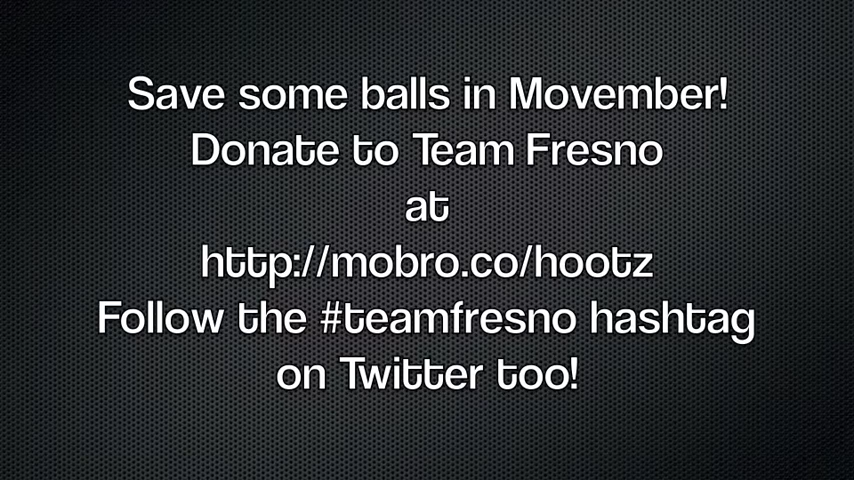 Save some balls in Movember!
Donate to Team Fresno
at
http://mobro.co/hootz
Follow the #teamfresno hashtag
on Twitter too!